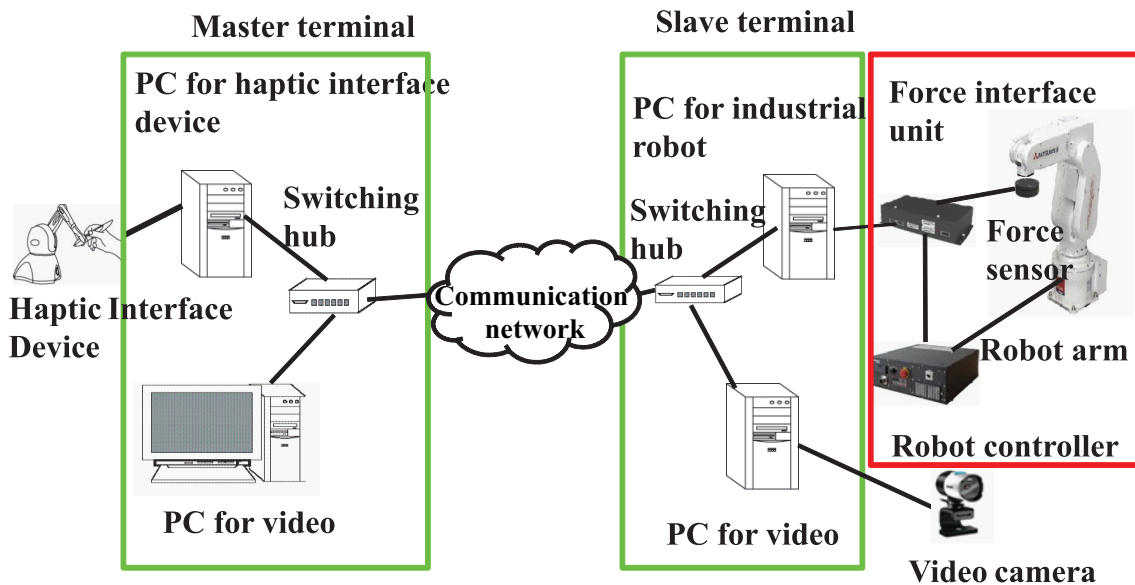 Master terminal
Slave terminal
PC for haptic interface
device
PC for industrial
robot
Force interface
unit
MITSUBISHI
Switching
hub
Switching
hub
Force
sensor
Haptic Interface
Device
Communication
network
Robot arm
Robot controller
PC for video
PC for video
Video camera